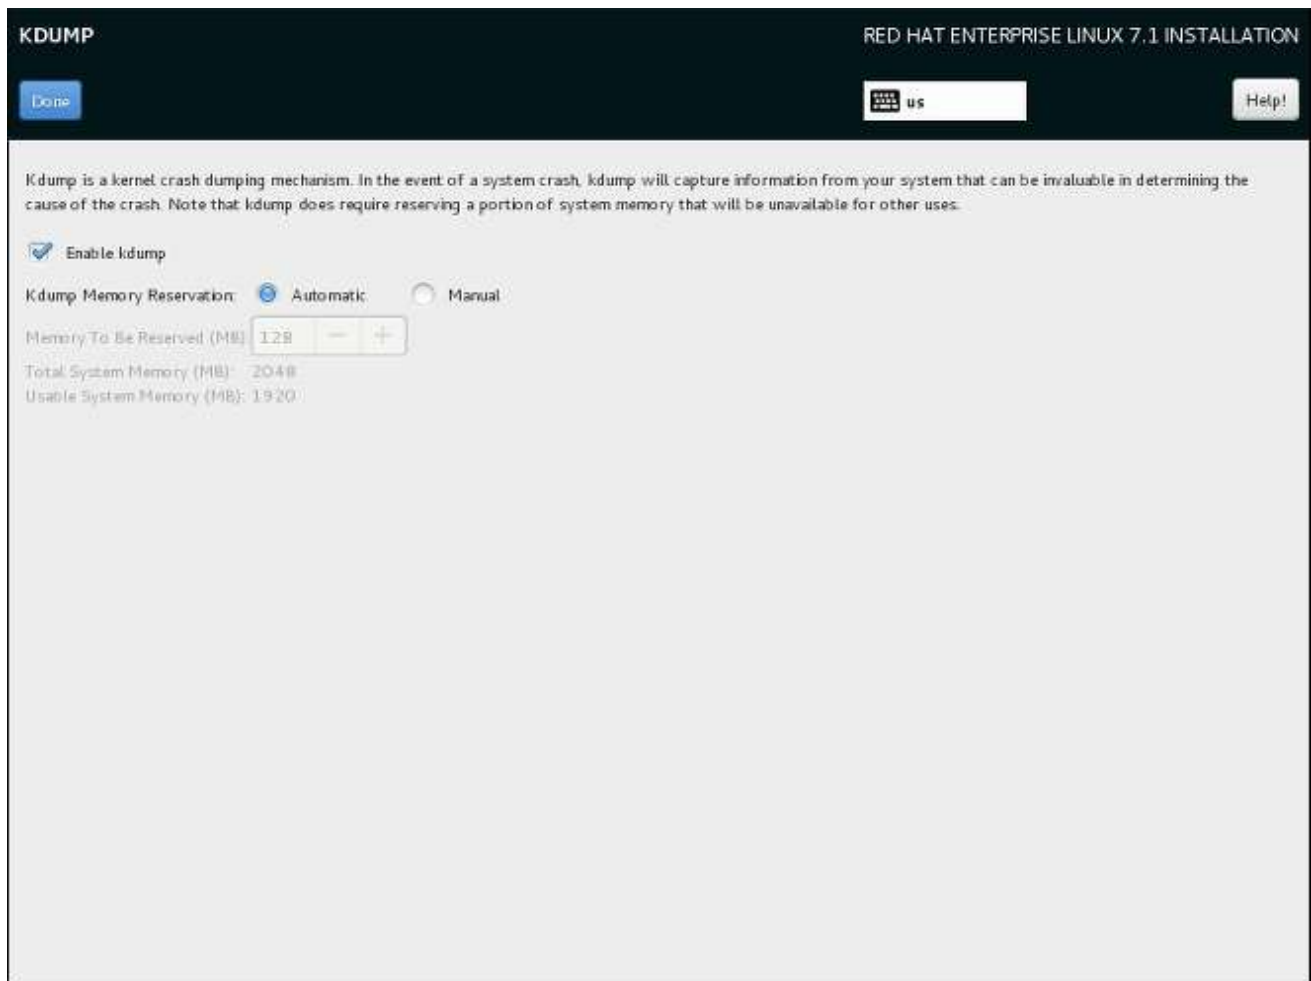 KDUMP
RED HAT ENTERPRISE LINUX 7.1 INSTALLATION
Done
us
Help!
Kdump is a kernel crash dumping mechanism. In the event of a system crash, kdump will capture information from your system that can be invaluable in determining the
cause of the crash. Note that kdump does require reserving a portion of system memory that will be unavailable for other uses.
Enable kdump
Kdump Memory Reservation: Automatic Manual
Memory To Be Reserved (MB) 128 − +
Total System Memory (MB): 2048
Usable System Memory (MB): 1920